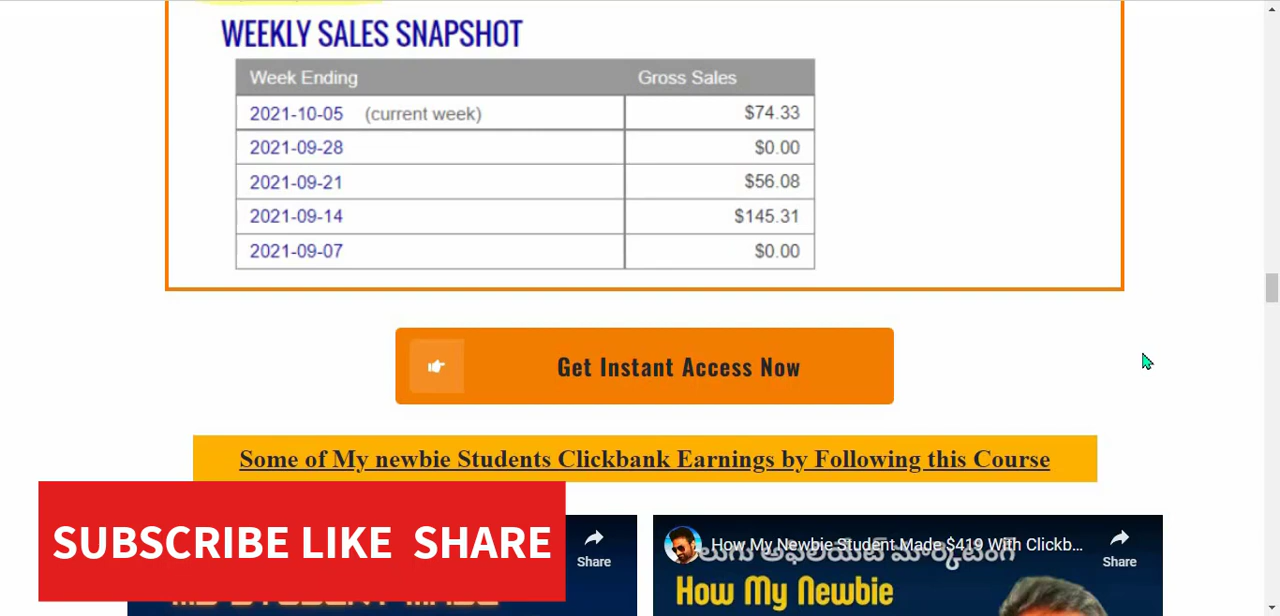 WEEKLY SALES SNAPSHOT
Week Ending Gross Sales
2021-10-05 (current week) $74.33
2021-09-28 $0.00
2021-09-21 $56.08
2021-09-14 $145.31
2021-09-07 $0.00
Get Instant Access Now
Some of My newbie Students Clickbank Earnings by Following this Course
SUBSCRIBE LIKE SHARE
Share
How My Newbie Student Made $419 With Clickb...
Share
లుగు అఫిలియేట్ మార్కెటింగ్
How My Newbie